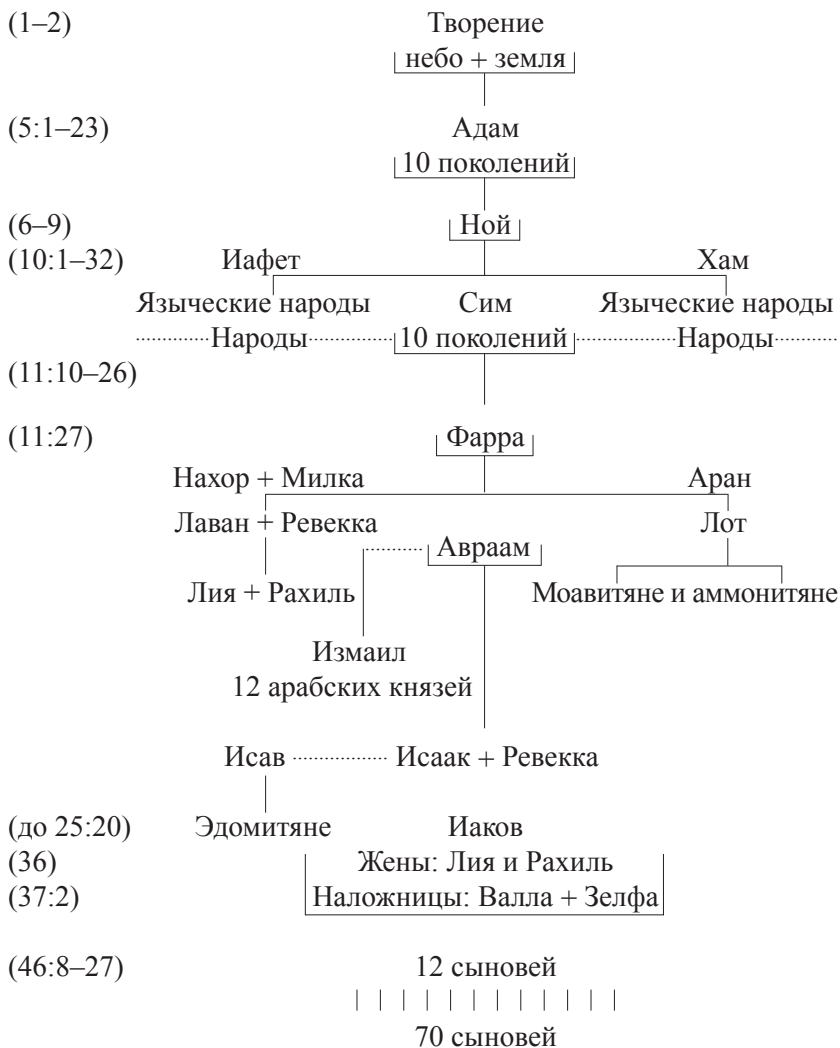 (1–2) Творение
небо + земля
(5:1–23) Адам
10 поколений
(6–9) Ной
(10:1–32) Иафет Хам
Языческие народы Сим Языческие народы
Народы 10 поколений Народы
(11:10–26)
(11:27) Фарра
Нахор + Милка Аран
Лаван + Ревекка Лот
Авраам
Лия + Рахиль Моавитяне и аммонитяне
Измаил
12 арабских князей
Исав Исаак + Ревекка
(до 25:20) Эдомитяне Иаков
(36) Жены: Лия и Рахиль
(37:2) Наложницы: Валла + Зелфа
(46:8–27) 12 сыновей
70 сыновей